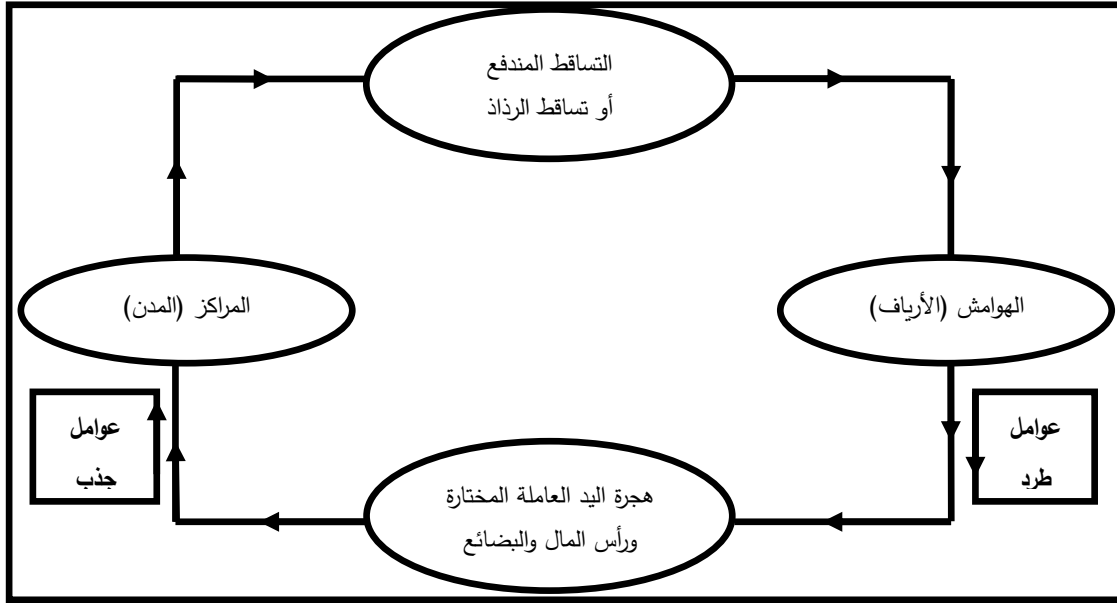 التساقط المندفع
أو تساقط الرذاذ
الهوامش (الأرياف)
المراكز (المدن)
عوامل
طرد
عوامل
جذب
هجرة اليد العاملة المختارة
ورأس المال والبضائع